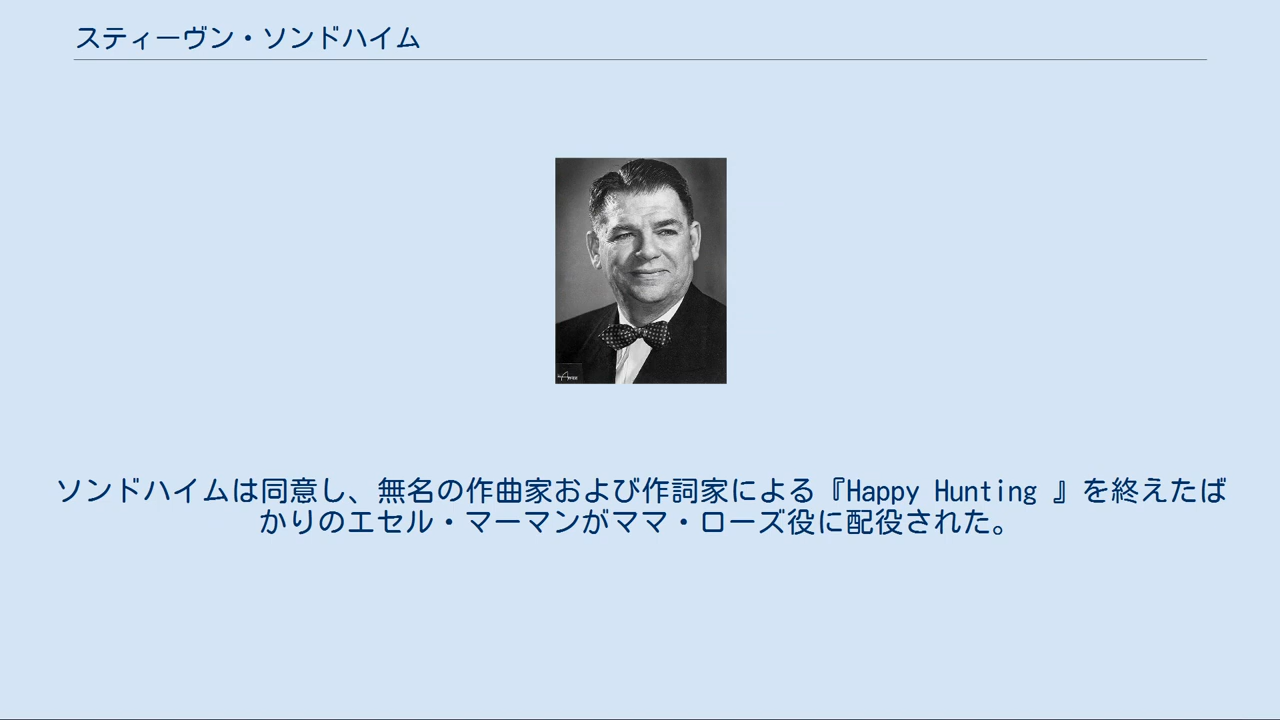 スティーヴン・ソンドハイム
ソンドハイムは同意し、無名の作曲家および作詞家による『Happy Hunting 』を終えたば
かりのエセル・マーマンがママ・ローズ役に配役された。